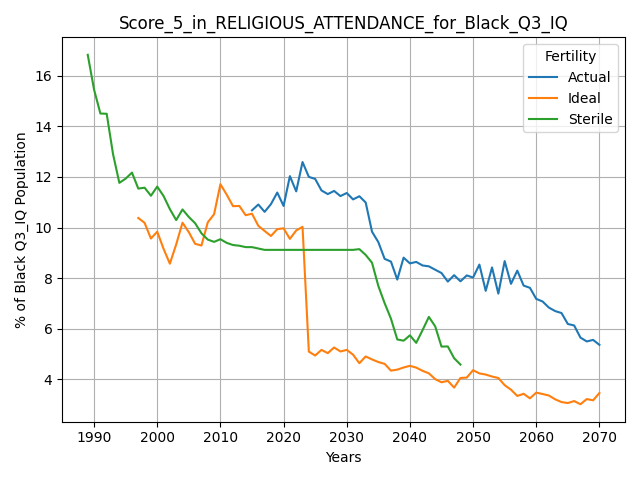 Score_5_in_RELIGIOUS_ATTENDANCE_for_Black_Q3_IQ
% of Black Q3_IQ Population
16
14
12
10
8
6
4
Fertility
Actual
Ideal
Sterile
1990 2000 2010 2020 2030 2040 2050 2060 2070
Years